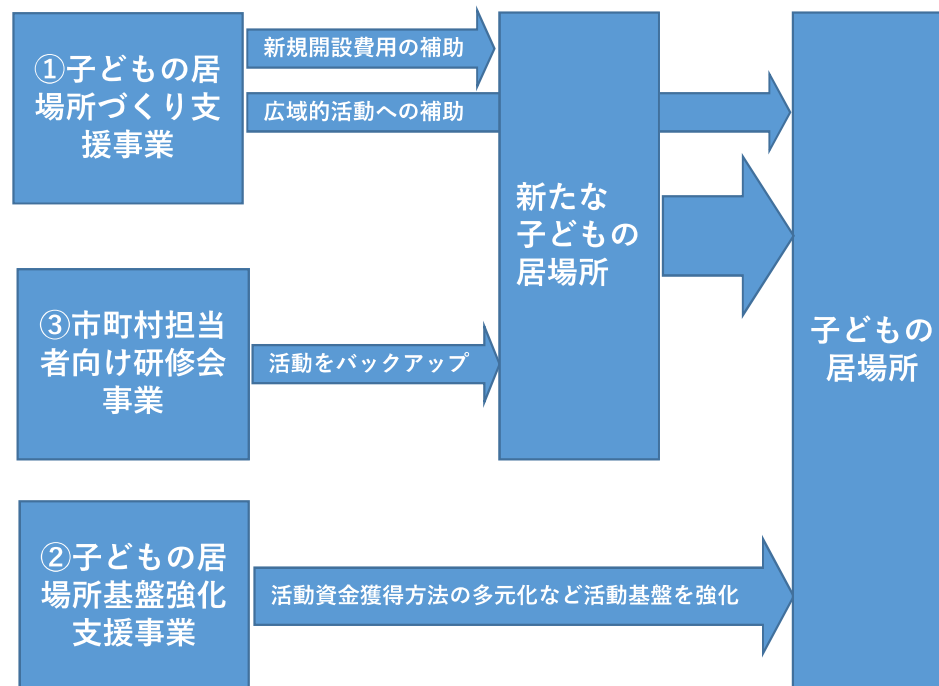 ①子どもの居
場所づくり支
援事業
新規開設費用の補助
広域的活動への補助
新たな
子どもの
居場所
子どもの
居場所
③市町村担当
者向け研修会
事業
活動をバックアップ
②子どもの居
場所基盤強化
支援事業
活動資金獲得方法の多元化など活動基盤を強化